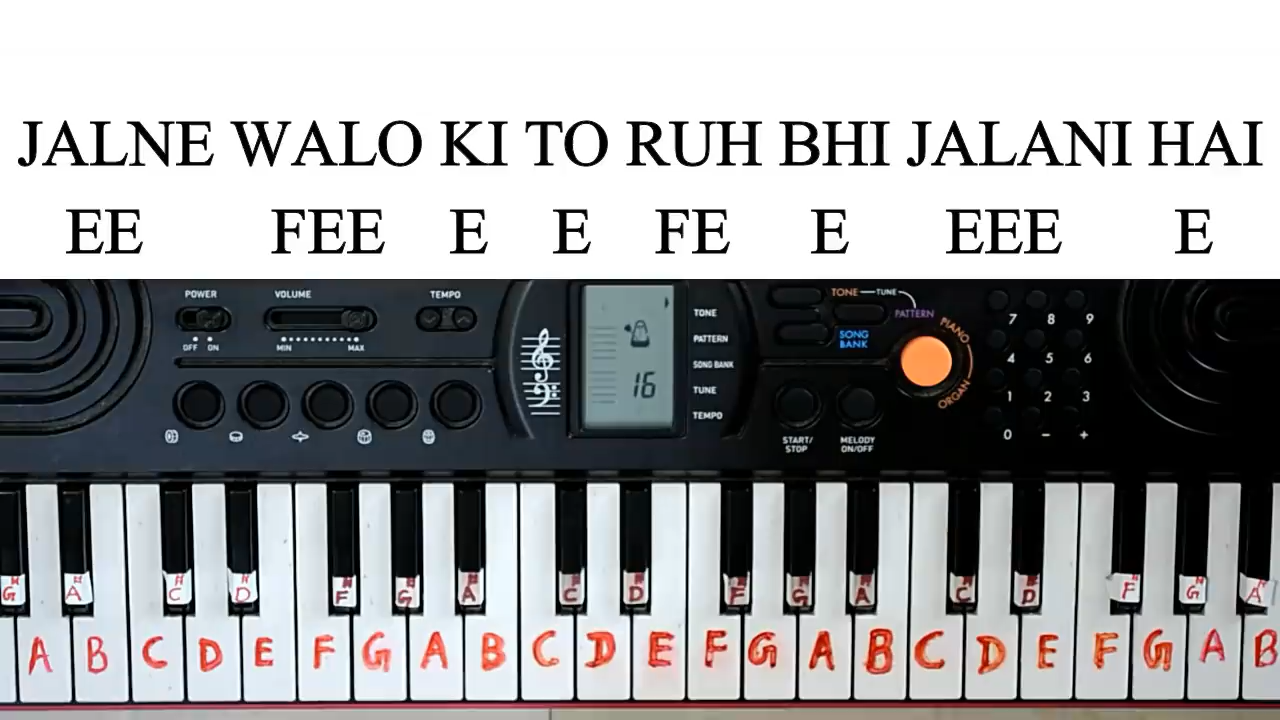 JALNE WALO KI TO RUH BHI JALANI HAI
EE FEE E E FE E EEE E
POWER VOLUME TEMPO
OFF ON MIN MAX
16
TONE
PATTERN
SONG BANK
TUNE
TEMPO
TONE TUNE
PATTERN
SONG
BANK
PIANO
ORGAN
START/
STOP
MELODY
ON/OFF
7 8 9
4 5 6
1 2 3
0 − +
G# A# C# D# F# G# A# C# D# F# G# A# C# D# F# G# A#
A B C D E F G A B C D E F G A B C D E F G A B